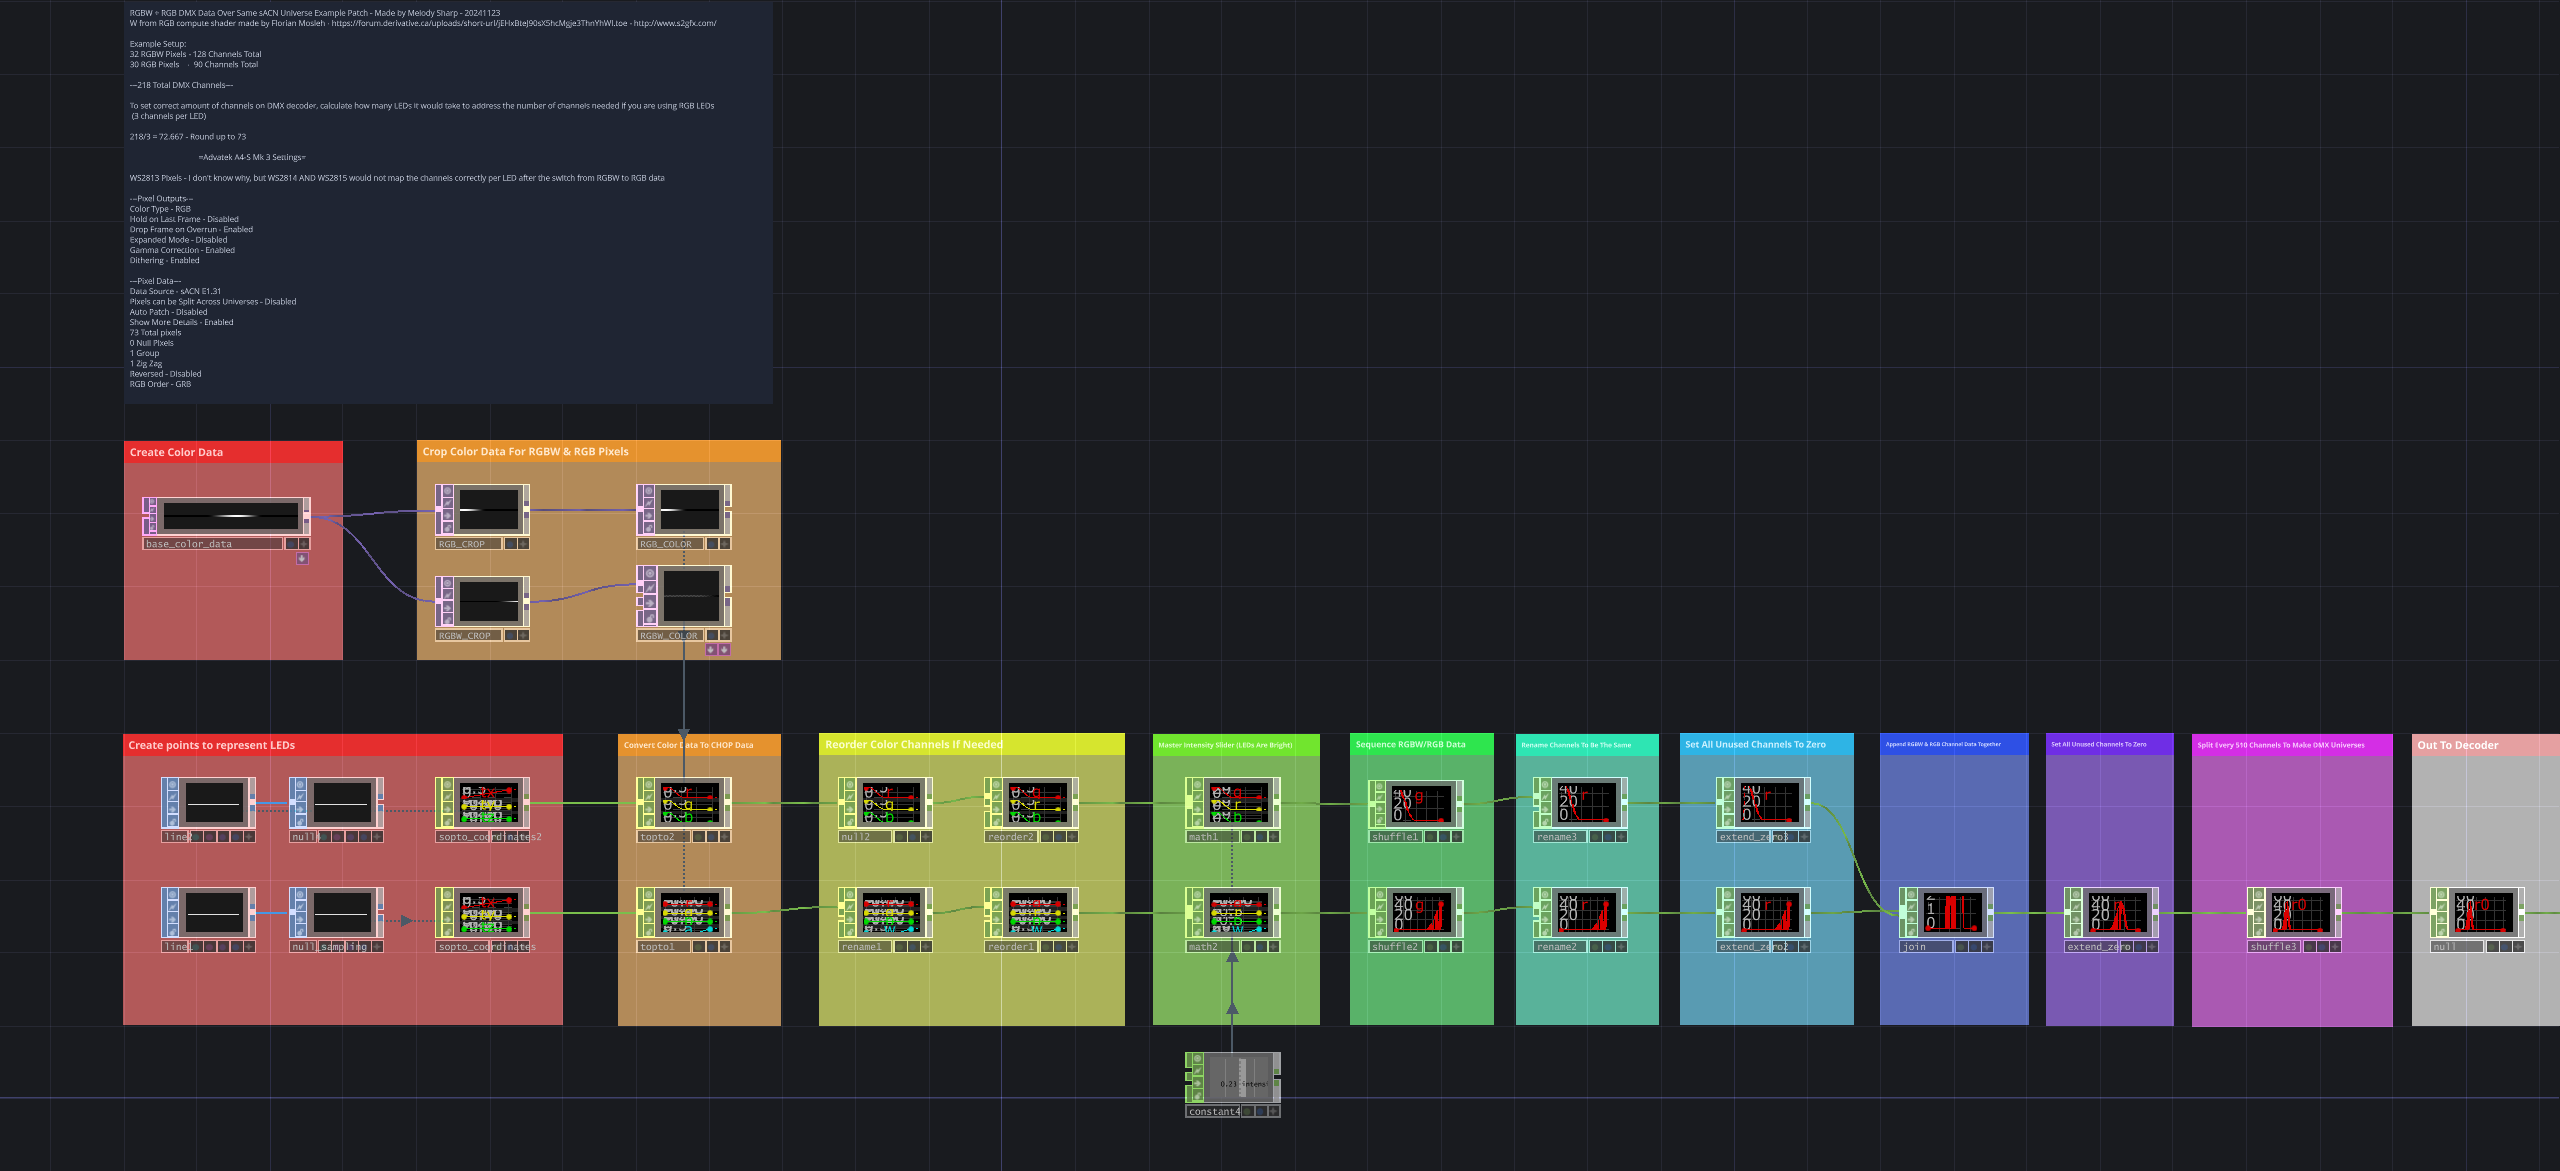 RGBW + RGB DMX Data Over Same sACN Universe Example Patch - Made by Melody Sharp - 20241123
W from RGB compute shader made by Florian Mosleh - https://forum.derivative.ca/uploads/short-url/jEHxBteJ90sX5hcMgje3ThnYhWI.toe - http://www.s2gfx.com/
Example Setup:
32 RGBW Pixels - 128 Channels Total
30 RGB Pixels - 90 Channels Total
---218 Total DMX Channels---
To set correct amount of channels on DMX decoder, calculate how many LEDs it would take to address the number of channels needed if you are using RGB LEDs
(3 channels per LED)
218/3 = 72.667 - Round up to 73
=Advatek A4-S Mk 3 Settings=
WS2813 Pixels - I don't know why, but WS2814 AND WS2815 would not map the channels correctly per LED after the switch from RGBW to RGB data
---Pixel Outputs---
Color Type - RGB
Hold on Last Frame - Disabled
Drop Frame on Overrun - Enabled
Expanded Mode - Disabled
Gamma Correction - Enabled
Dithering - Enabled
---Pixel Data---
Data Source - sACN E1.31
Pixels can be Split Across Universes - Disabled
Auto Patch - Disabled
Show More Details - Enabled
73 Total pixels
0 Null Pixels
1 Group
1 Zig Zag
Reversed - Disabled
RGB Order - GRB
Create Color Data
Crop Color Data For RGBW & RGB Pixels
base_color_data
RGB_CROP
RGB_COLOR
RGBW_CROP
RGBW_COLOR
Create points to represent LEDs
Convert Color Data To CHOP Data
Reorder Color Channels If Needed
Master Intensity Slider (LEDs Are Bright)
Sequence RGBW/RGB Data
Rename Channels To Be The Same
Set All Unused Channels To Zero
Append RGBW & RGB Channel Data Together
Set All Unused Channels To Zero
Split Every 510 Channels To Make DMX Universes
Out To Decoder
sopto_coordinates2
topto2
null2
reorder2
math1
shuffle1
rename3
extend_zero3
null_sampling
sopto_coordinates
topto1
rename1
reorder1
math2
shuffle2
rename2
extend_zero2
join
extend_zero
shuffle3
null
constant4